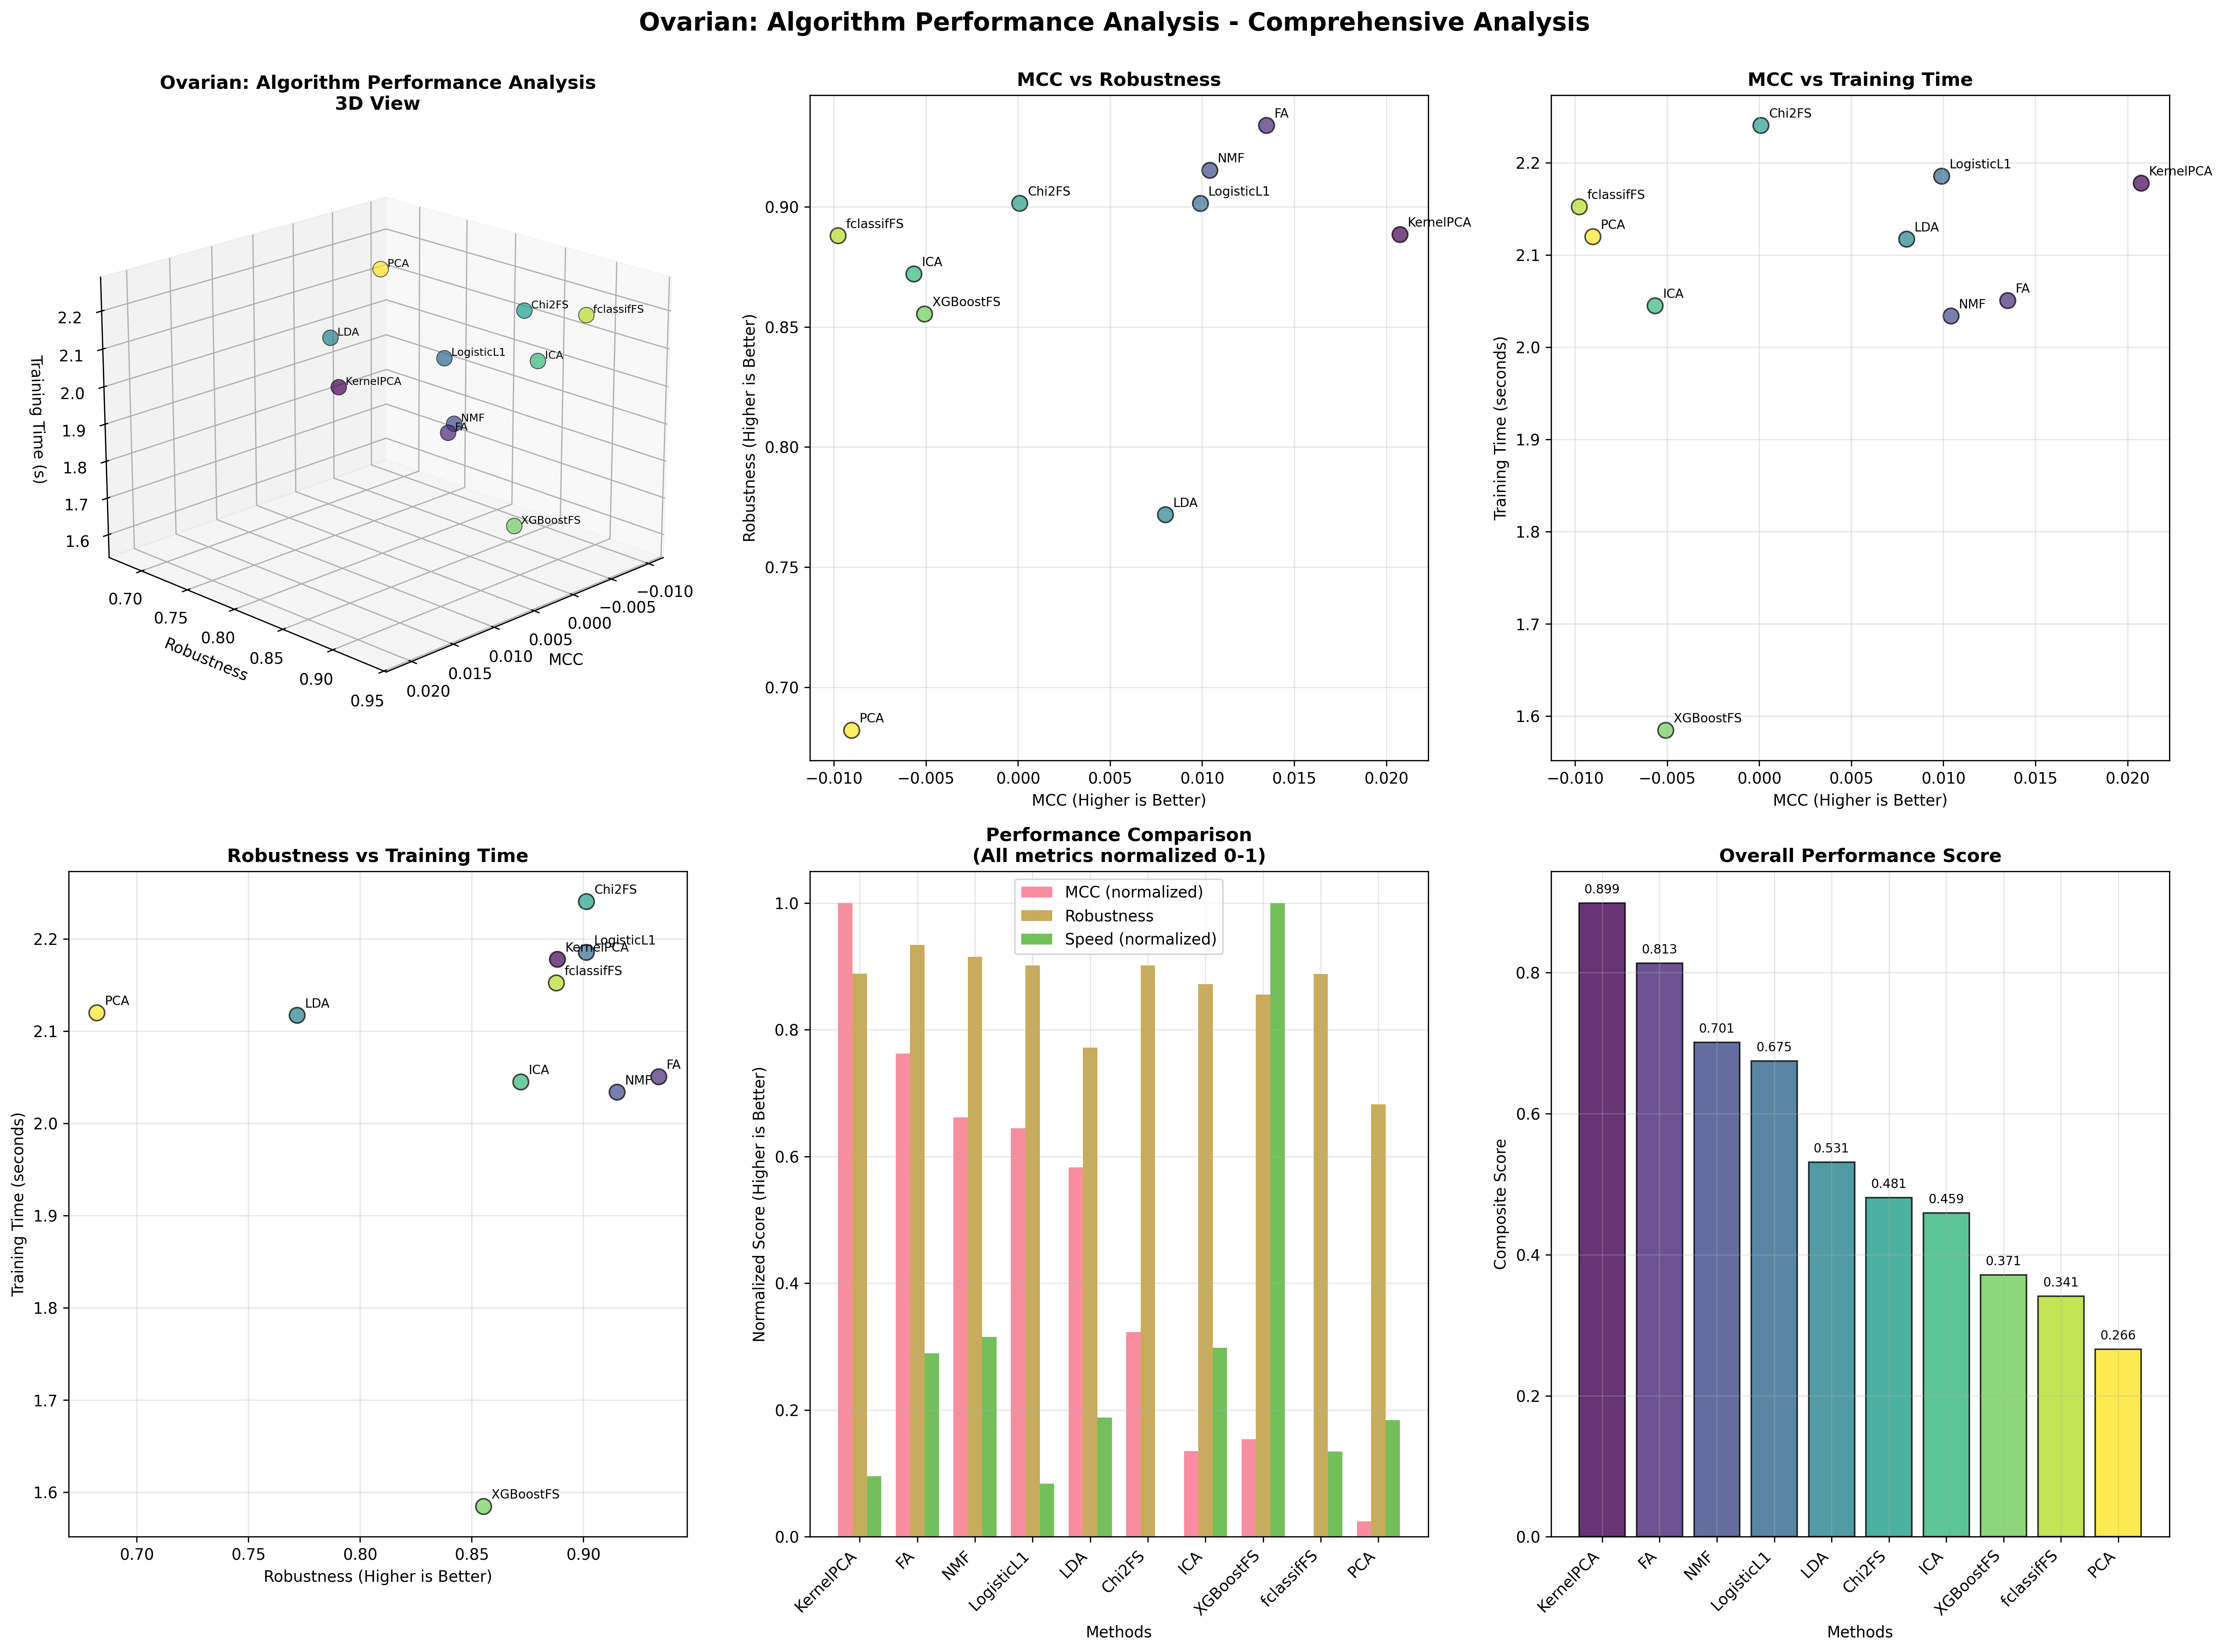 Ovarian: Algorithm Performance Analysis - Comprehensive Analysis
Ovarian: Algorithm Performance Analysis
3D View
PCA
Chi2FS
fclassifFS
LDA
LogisticL1
ICA
KernelPCA
NMF
FA
XGBoostFS
2.2
2.1
2.0
1.9
1.8
1.7
1.6
Training Time (s)
0.70
0.75
0.80
0.85
0.90
0.95
Robustness
−0.010
−0.005
0.000
0.005
0.010
0.015
0.020
MCC
MCC vs Robustness
FA
NMF
Chi2FS
LogisticL1
KernelPCA
fclassifFS
ICA
XGBoostFS
LDA
PCA
0.90
0.85
0.80
0.75
0.70
Robustness (Higher is Better)
−0.010 −0.005 0.000 0.005 0.010 0.015 0.020
MCC (Higher is Better)
MCC vs Training Time
Chi2FS
LogisticL1
KernelPCA
fclassifFS
PCA
LDA
ICA
FA
NMF
XGBoostFS
2.2
2.1
2.0
1.9
1.8
1.7
1.6
Training Time (seconds)
−0.010 −0.005 0.000 0.005 0.010 0.015 0.020
MCC (Higher is Better)
Robustness vs Training Time
Chi2FS
LogisticL1
KernelPCA
fclassifFS
PCA
LDA
ICA
FA
NMF
XGBoostFS
2.2
2.1
2.0
1.9
1.8
1.7
1.6
Training Time (seconds)
0.70 0.75 0.80 0.85 0.90
Robustness (Higher is Better)
Performance Comparison
(All metrics normalized 0-1)
MCC (normalized)
Robustness
Speed (normalized)
1.0
0.8
0.6
0.4
0.2
0.0
Normalized Score (Higher is Better)
KernelPCA FA NMF LogisticL1 LDA Chi2FS ICA XGBoostFS fclassifFS PCA
Methods
Overall Performance Score
0.899
0.813
0.701
0.675
0.531
0.481
0.459
0.371
0.341
0.266
0.8
0.6
0.4
0.2
0.0
Composite Score
KernelPCA FA NMF LogisticL1 LDA Chi2FS ICA XGBoostFS fclassifFS PCA
Methods